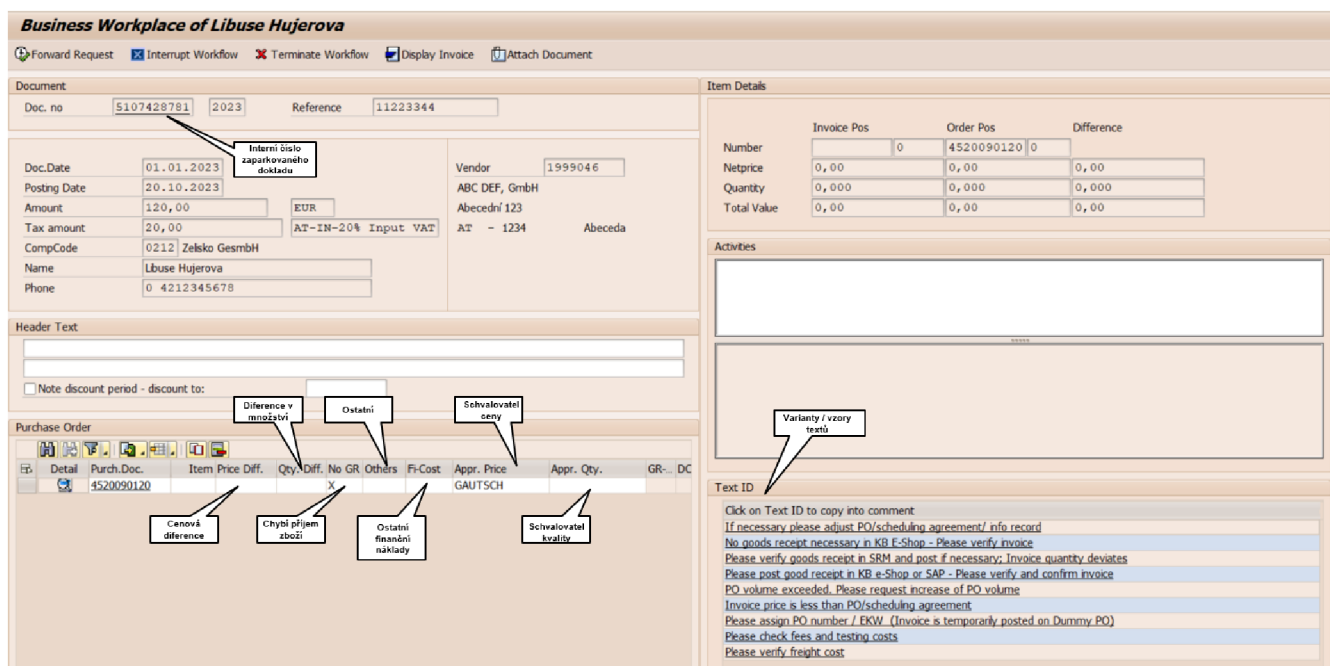 Business Workplace of Libuse Hujerova
Forward Request Interrupt Workflow Terminate Workflow Display Invoice Attach Document
Document
Doc. no 5107428781 2023 Reference 11223344
Interní číslo
zaparkovaného
dokladu
Doc.Date 01.01.2023
Posting Date 20.10.2023
Amount 120,00 EUR
Tax amount 20,00 AT-IN-20% Input VAT
CompCode 0212 Zelsko GesmbH
Name Libuse Hujerova
Phone 0 4212345678
Vendor 1999046
ABC DEF, GmbH
Abecední 123
AT - 1234 Abeceda
Header Text
Note discount period - discount to:
Diference v
množství
Ostatní
Schvalovatel
ceny
Purchase Order
Detail Purch.Doc. Item Price Diff. Qty. Diff. No GR Others Fi-Cost Appr. Price Appr. Qty. GR-... DC
4520090120 X GAUTSCH
Cenová
diference
Chybí příjem
zboží
Ostatní
finanční
náklady
Schvalovatel
kvality
Item Details
Invoice Pos Order Pos Difference
Number 0 4520090120 0
Netprice 0,00 0,00 0,00
Quantity 0,000 0,000 0,000
Total Value 0,00 0,00 0,00
Activities
Varianty / vzory
textů
Text ID
Click on Text ID to copy into comment
If necessary please adjust PO/scheduling agreement/ info record
No goods receipt necessary in KB E-Shop - Please verify invoice
Please verify goods receipt in SRM and post if necessary; Invoice quantity deviates
Please post good receipt in KB e-Shop or SAP - Please verify and confirm invoice
PO volume exceeded. Please request increase of PO volume
Invoice price is less than PO/scheduling agreement
Please assign PO number / EKW (Invoice is temporarily posted on Dummy PO)
Please check fees and testing costs
Please verify freight cost